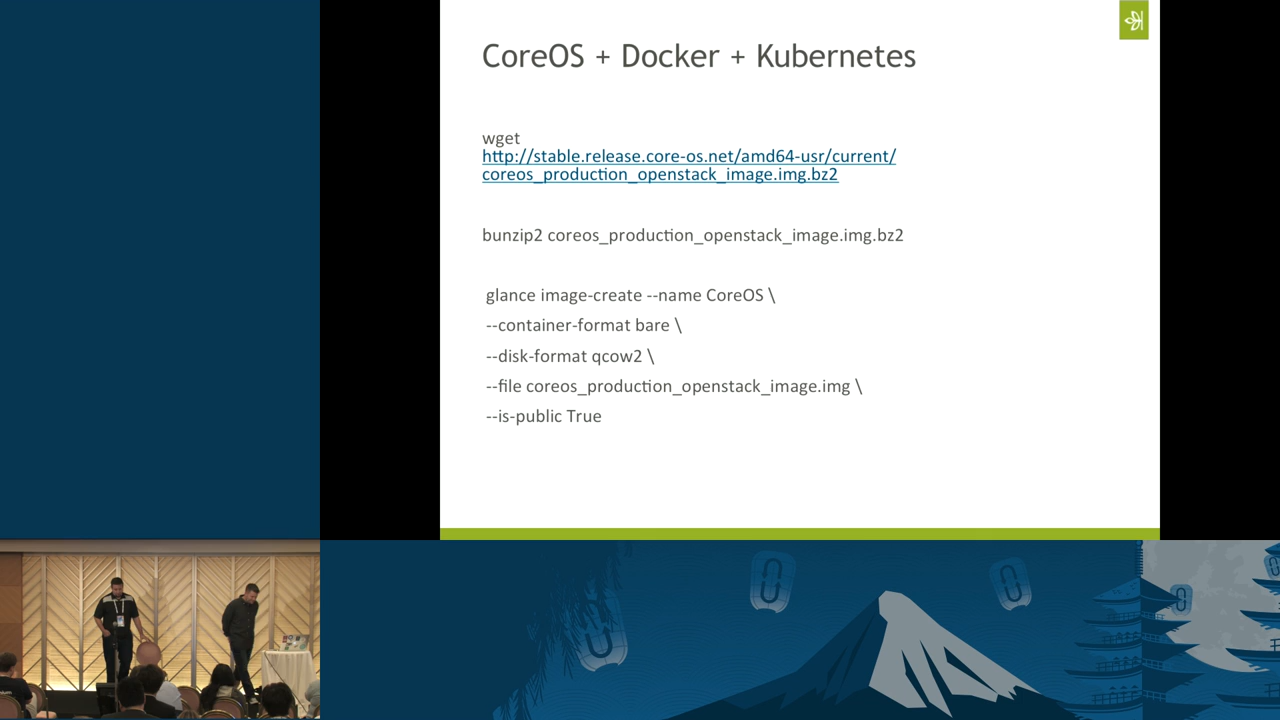 CoreOS + Docker + Kubernetes
wget
http://stable.release.core-os.net/amd64-usr/current/
coreos_production_openstack_image.img.bz2
bunzip2 coreos_production_openstack_image.img.bz2
glance image-create --name CoreOS \
--container-format bare \
--disk-format qcow2 \
--file coreos_production_openstack_image.img \
--is-public True